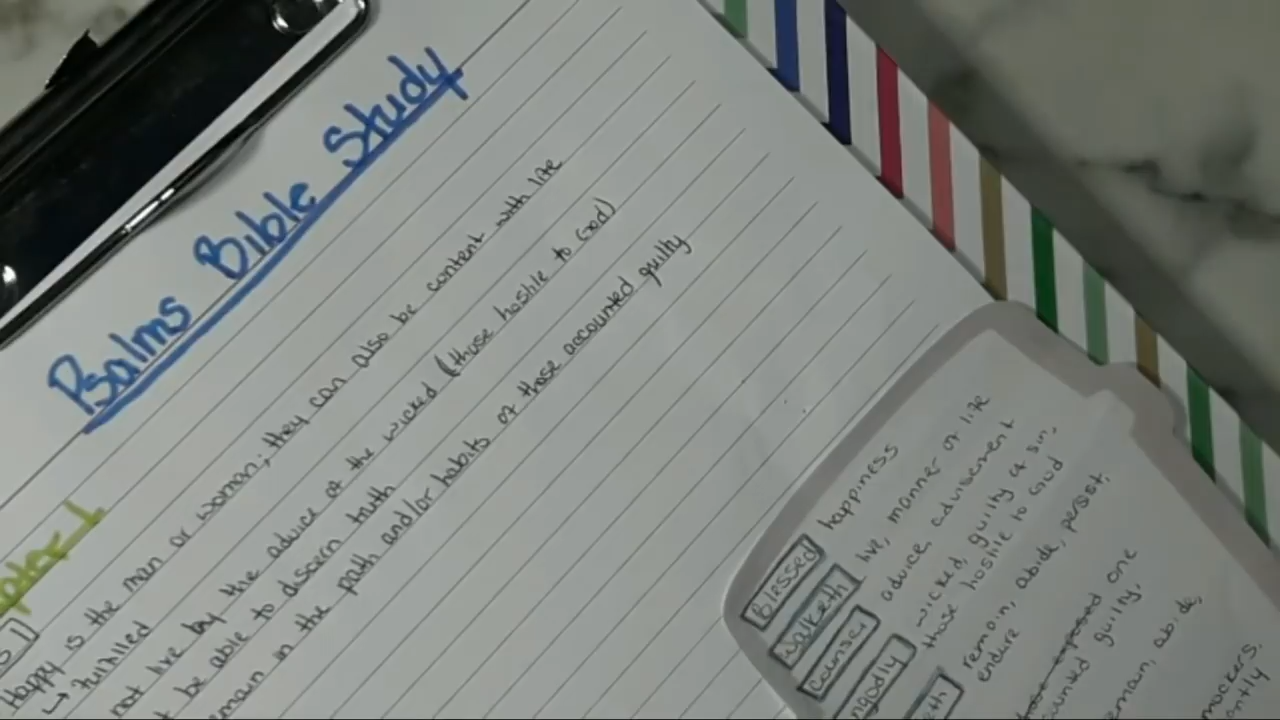 Psalms Bible Study
Happy is the man or woman; they can also be content with life
→ fulfilled
not live by the advice of the wicked (those hostile to God)
be able to discern truth
remain in the path and/or habits of those accounted guilty
Blessed happiness
Walketh live, manner of life
Counsel advice, advisement
wicked, guilty of sin,
those hostile to God
remain, abide, persist,
endure
exposed one
guilty,
remain, abide,
mockers.